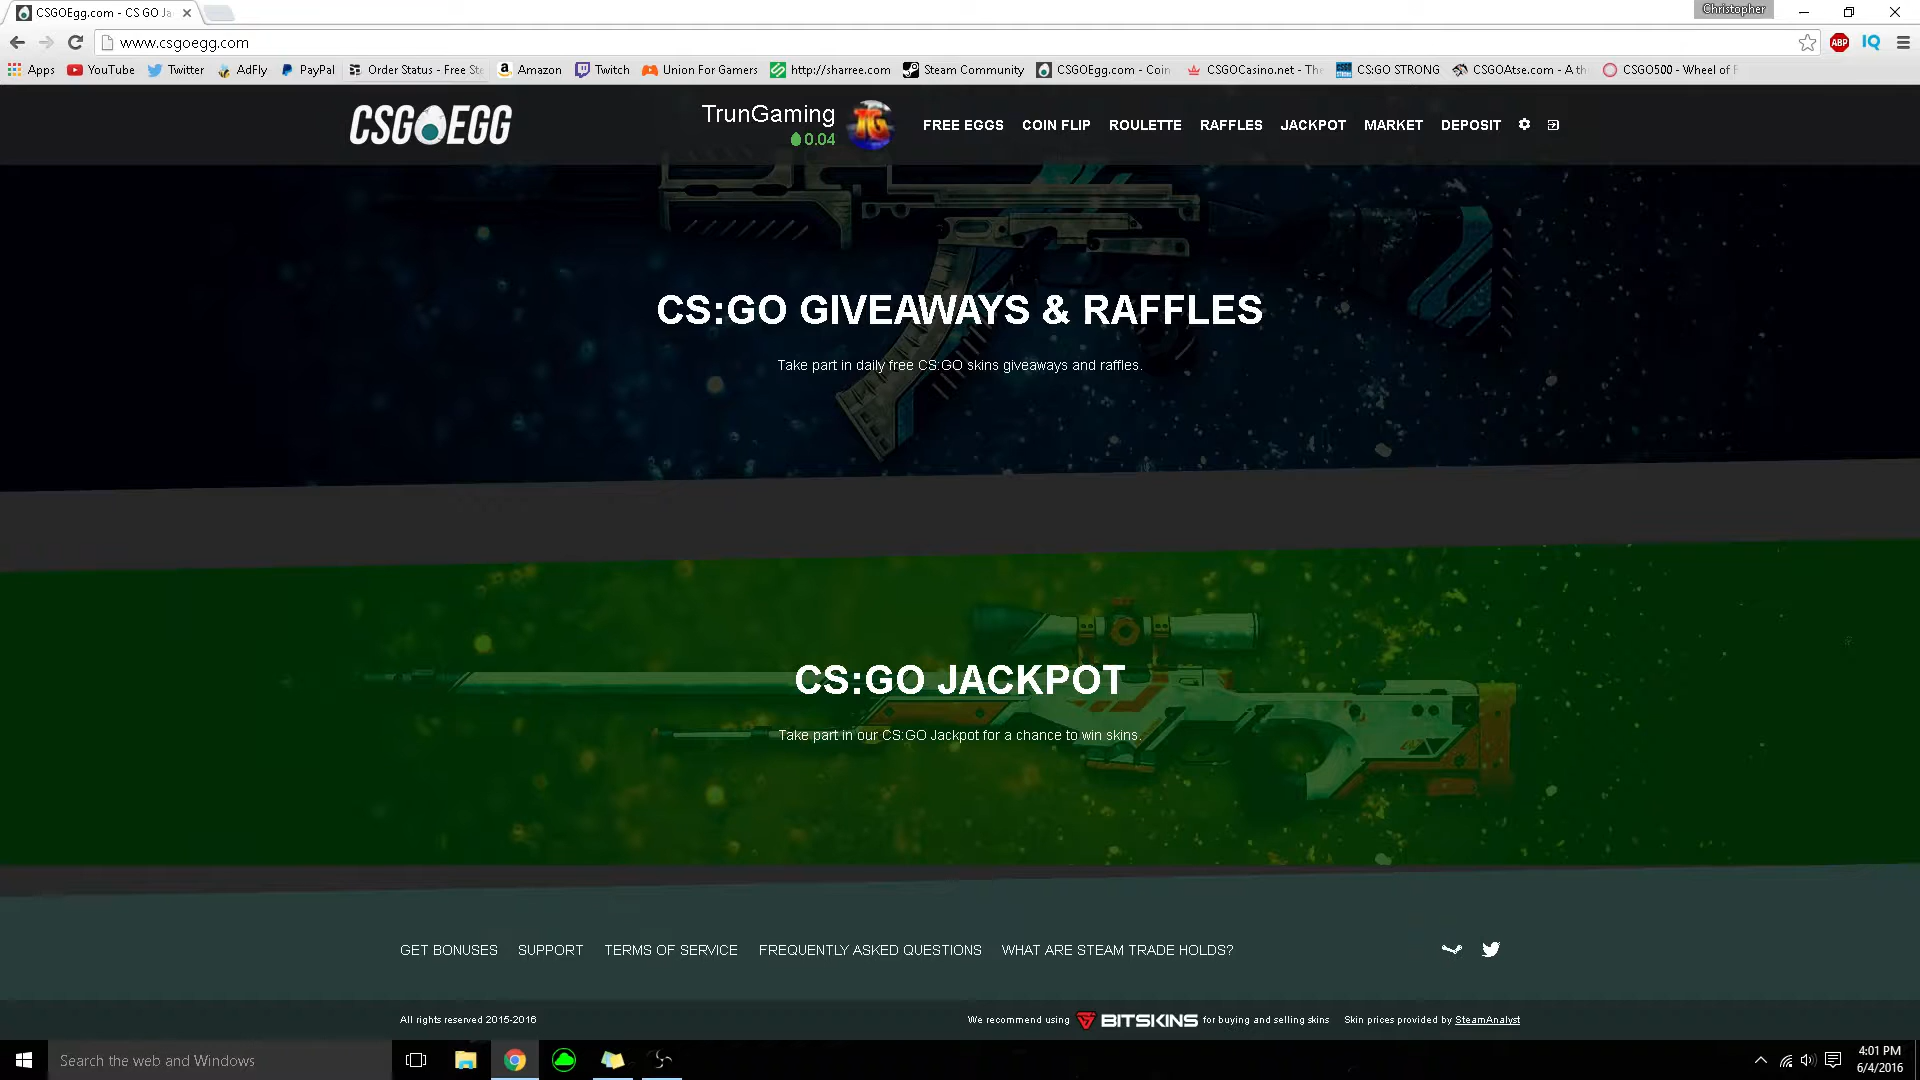 CSGOEgg.com - CS GO Ja
Christopher
www.csgoegg.com
ABP
IQ
Apps
YouTube
Twitter
AdFly
PayPal
Order Status - Free Ste
Amazon
Twitch
Union For Gamers
http://sharree.com
Steam Community
CSGOEgg.com - Coin
CSGOCasino.net - The
CS:GO STRONG
CSGOAtse.com - A th
CSGO500 - Wheel of F
CSGOEGG
TrunGaming
0.04
TG
FREE EGGS
COIN FLIP
ROULETTE
RAFFLES
JACKPOT
MARKET
DEPOSIT
CS:GO GIVEAWAYS & RAFFLES
Take part in daily free CS:GO skins giveaways and raffles.
CS:GO JACKPOT
Take part in our CS:GO Jackpot for a chance to win skins.
GET BONUSES
SUPPORT
TERMS OF SERVICE
FREQUENTLY ASKED QUESTIONS
WHAT ARE STEAM TRADE HOLDS?
All rights reserved 2015-2016
We recommend using BITSKINS for buying and selling skins
Skin prices provided by SteamAnalyst
Search the web and Windows
4:01 PM
6/4/2016